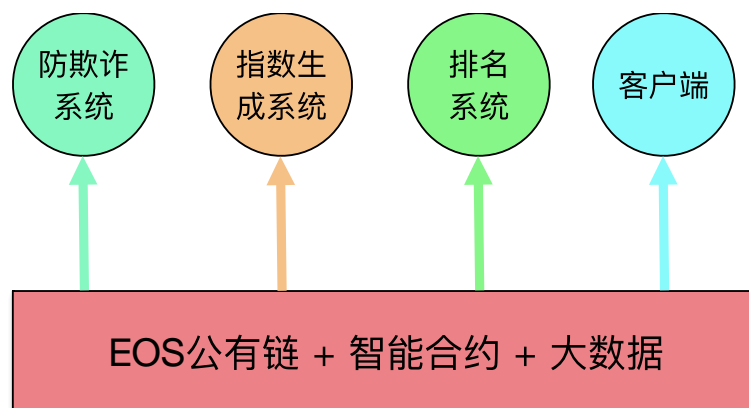 防欺诈
系统
指数生
成系统
排名
系统
客户端
EOS公有链 + 智能合约 + 大数据